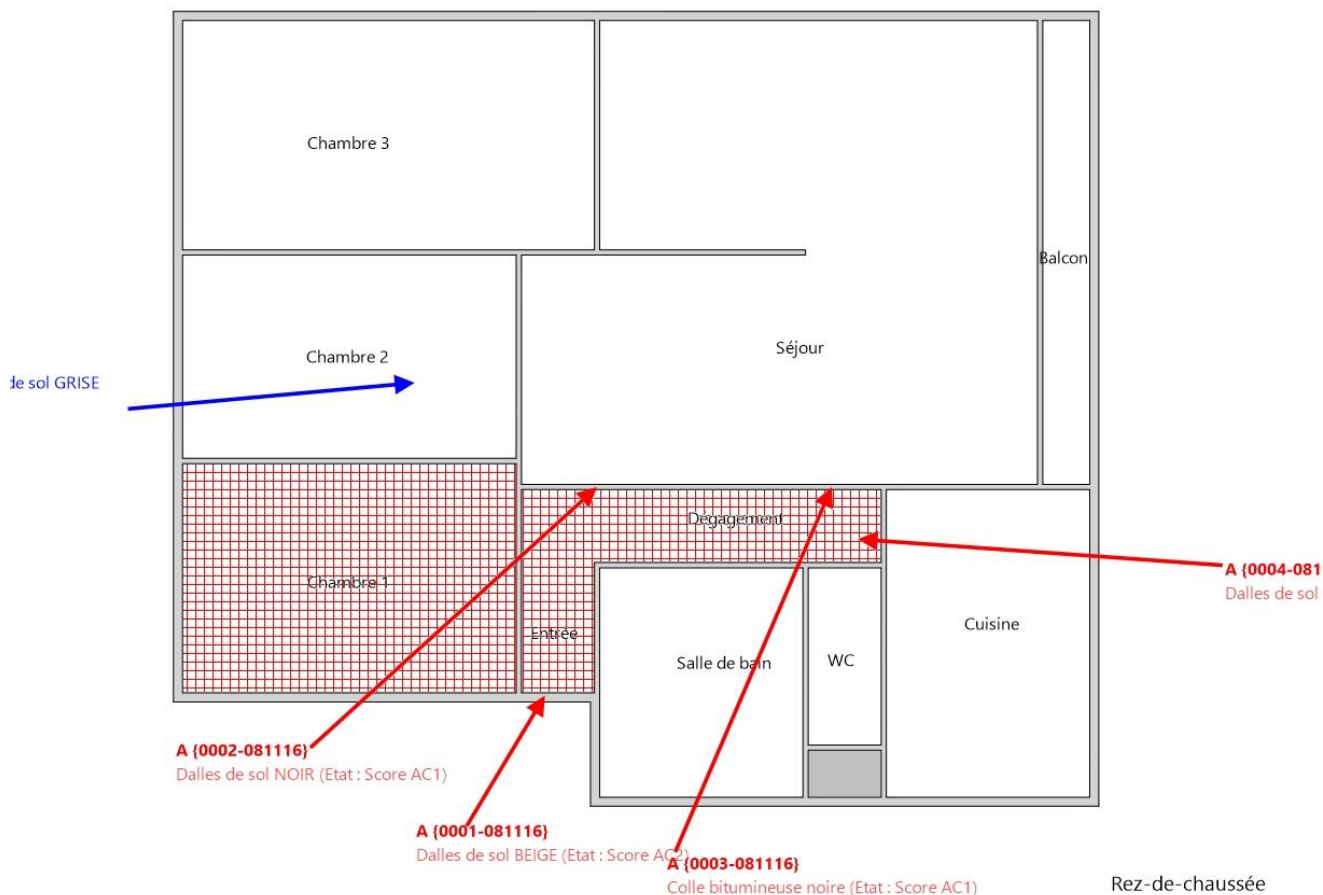 Chambre 3
Balcon
Séjour
Chambre 2
de sol GRISE
Dégagement
A {0004-081
Dalles de sol
Chambre 1
Cuisine
Entrée
WC
Salle de bain
A {0002-081116}
Dalles de sol NOIR (Etat : Score AC1)
A {0001-081116}
Dalles de sol BEIGE (Etat : Score AC2)
A {0003-081116}
Colle bitumineuse noire (Etat : Score AC1)
Rez-de-chaussée